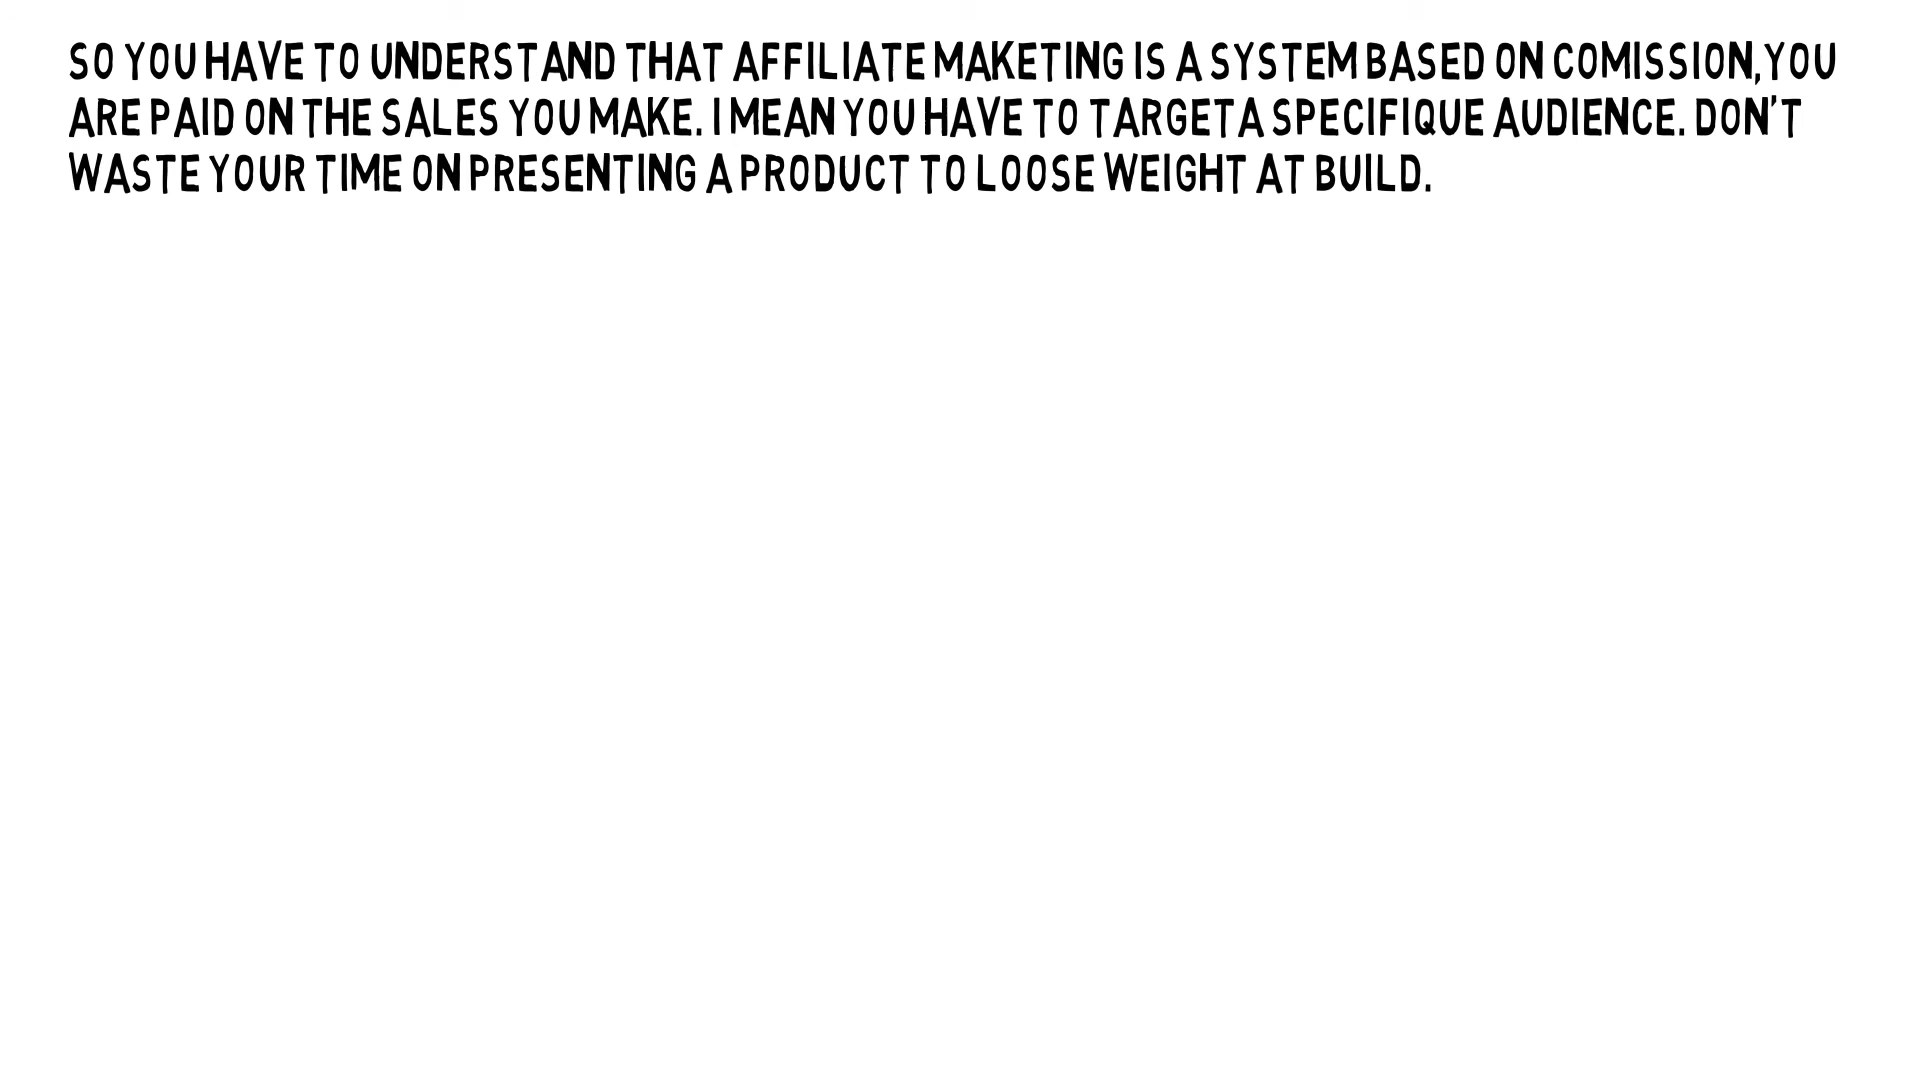 SO YOU HAVE TO UNDERSTAND THAT AFFILIATE MAKETING IS A SYSTEM BASED ON COMISSION,YOU
ARE PAID ON THE SALES YOU MAKE. I MEAN YOU HAVE TO TARGET A SPECIFIQUE AUDIENCE. DON'T
WASTE YOUR TIME ON PRESENTING A PRODUCT TO LOOSE WEIGHT AT BUILD.